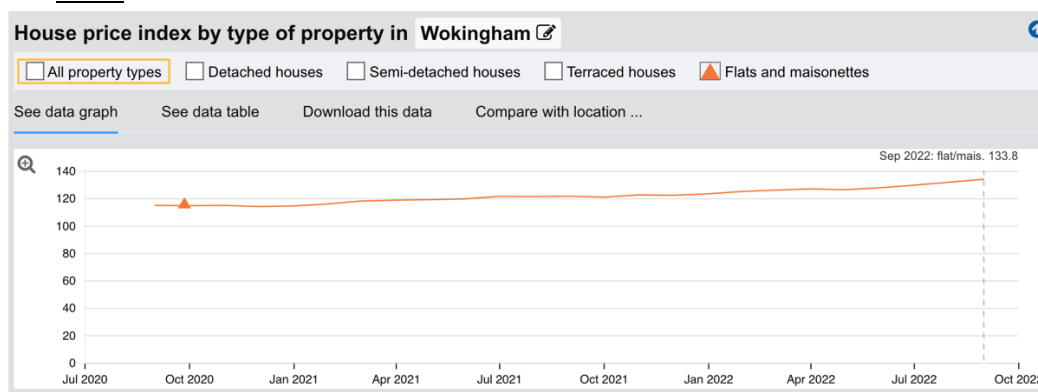 House price index by type of property in Wokingham
All property types Detached houses Semi-detached houses Terraced houses Flats and maisonettes
See data graph See data table Download this data Compare with location ...
Sep 2022: flat/mais. 133.8
140
120
100
80
60
40
20
0
Jul 2020 Oct 2020 Jan 2021 Apr 2021 Jul 2021 Oct 2021 Jan 2022 Apr 2022 Jul 2022 Oct 2022